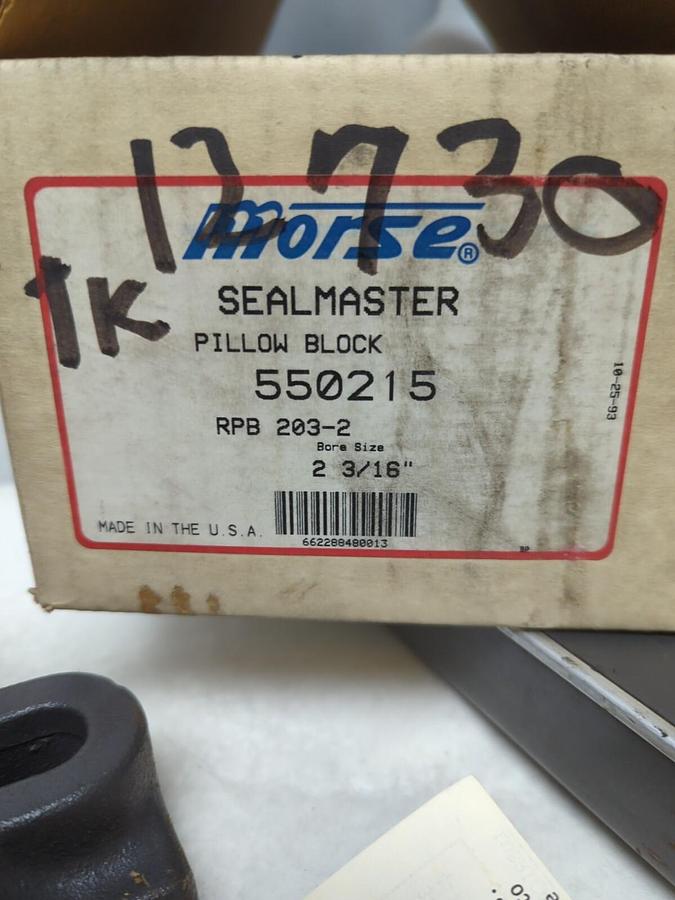 12730
morse®
1K
SEALMASTER
PILLOW BLOCK
550215
10-25-93
RPB 203-2
Bore Size
2 3/16"
MADE IN THE U.S.A.
662288480013
BP